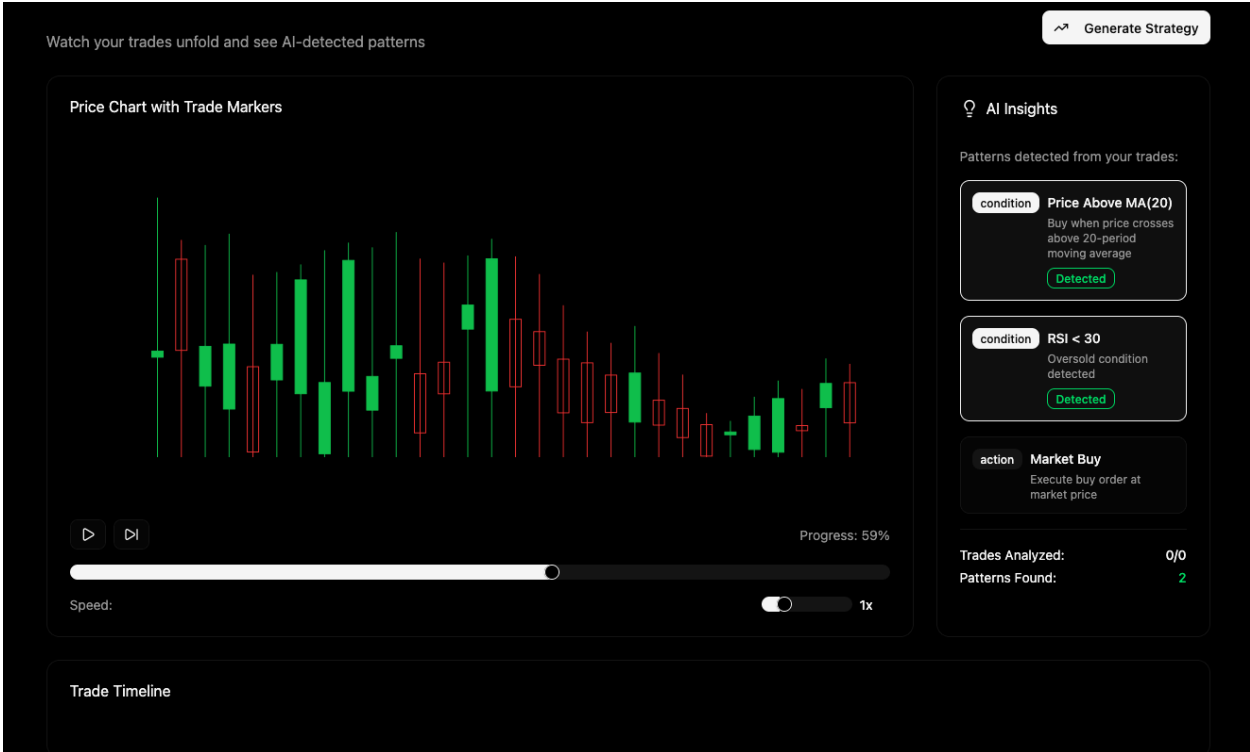 Watch your trades unfold and see AI-detected patterns
Generate Strategy
Price Chart with Trade Markers
Progress: 59%
Speed:
1x
AI Insights
Patterns detected from your trades:
condition
Price Above MA(20)
Buy when price crosses
above 20-period
moving average
Detected
condition
RSI < 30
Oversold condition
detected
Detected
action
Market Buy
Execute buy order at
market price
Trades Analyzed:
0/0
Patterns Found:
2
Trade Timeline